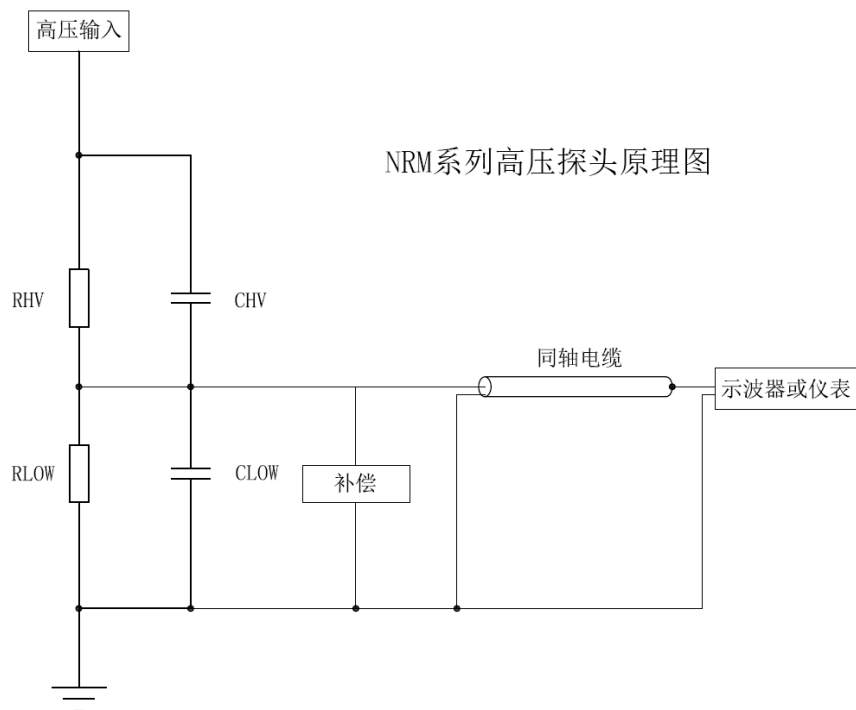 高压输入
NRM系列高压探头原理图
RHV
CHV
同轴电缆
示波器或仪表
RLOW
CLOW
补偿